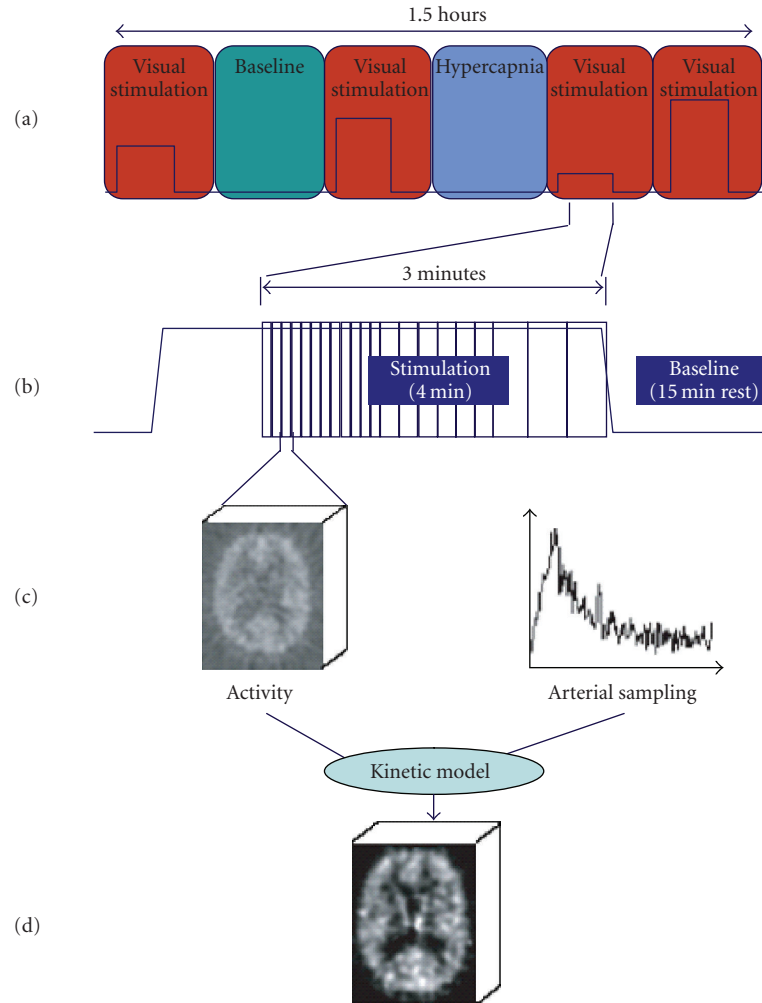 1.5 hours
(a)
Visual
stimulation
Baseline
Visual
stimulation
Hypercapnia
Visual
stimulation
Visual
stimulation
3 minutes
(b)
Stimulation
(4 min)
Baseline
(15 min rest)
(c)
Activity
Arterial sampling
Kinetic model
(d)